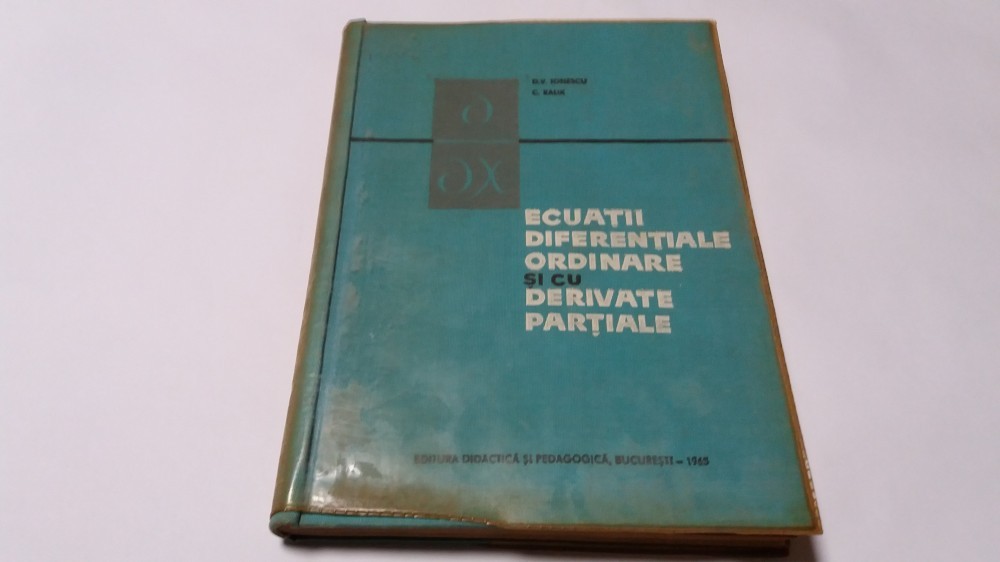 D.V. IONESCU
C. KALIK
∂
∂X
ECUAȚII
DIFERENȚIALE
ORDINARE
ȘI CU
DERIVATE
PARȚIALE
EDITURA DIDACTICĂ ȘI PEDAGOGICĂ, BUCUREȘTI – 1965